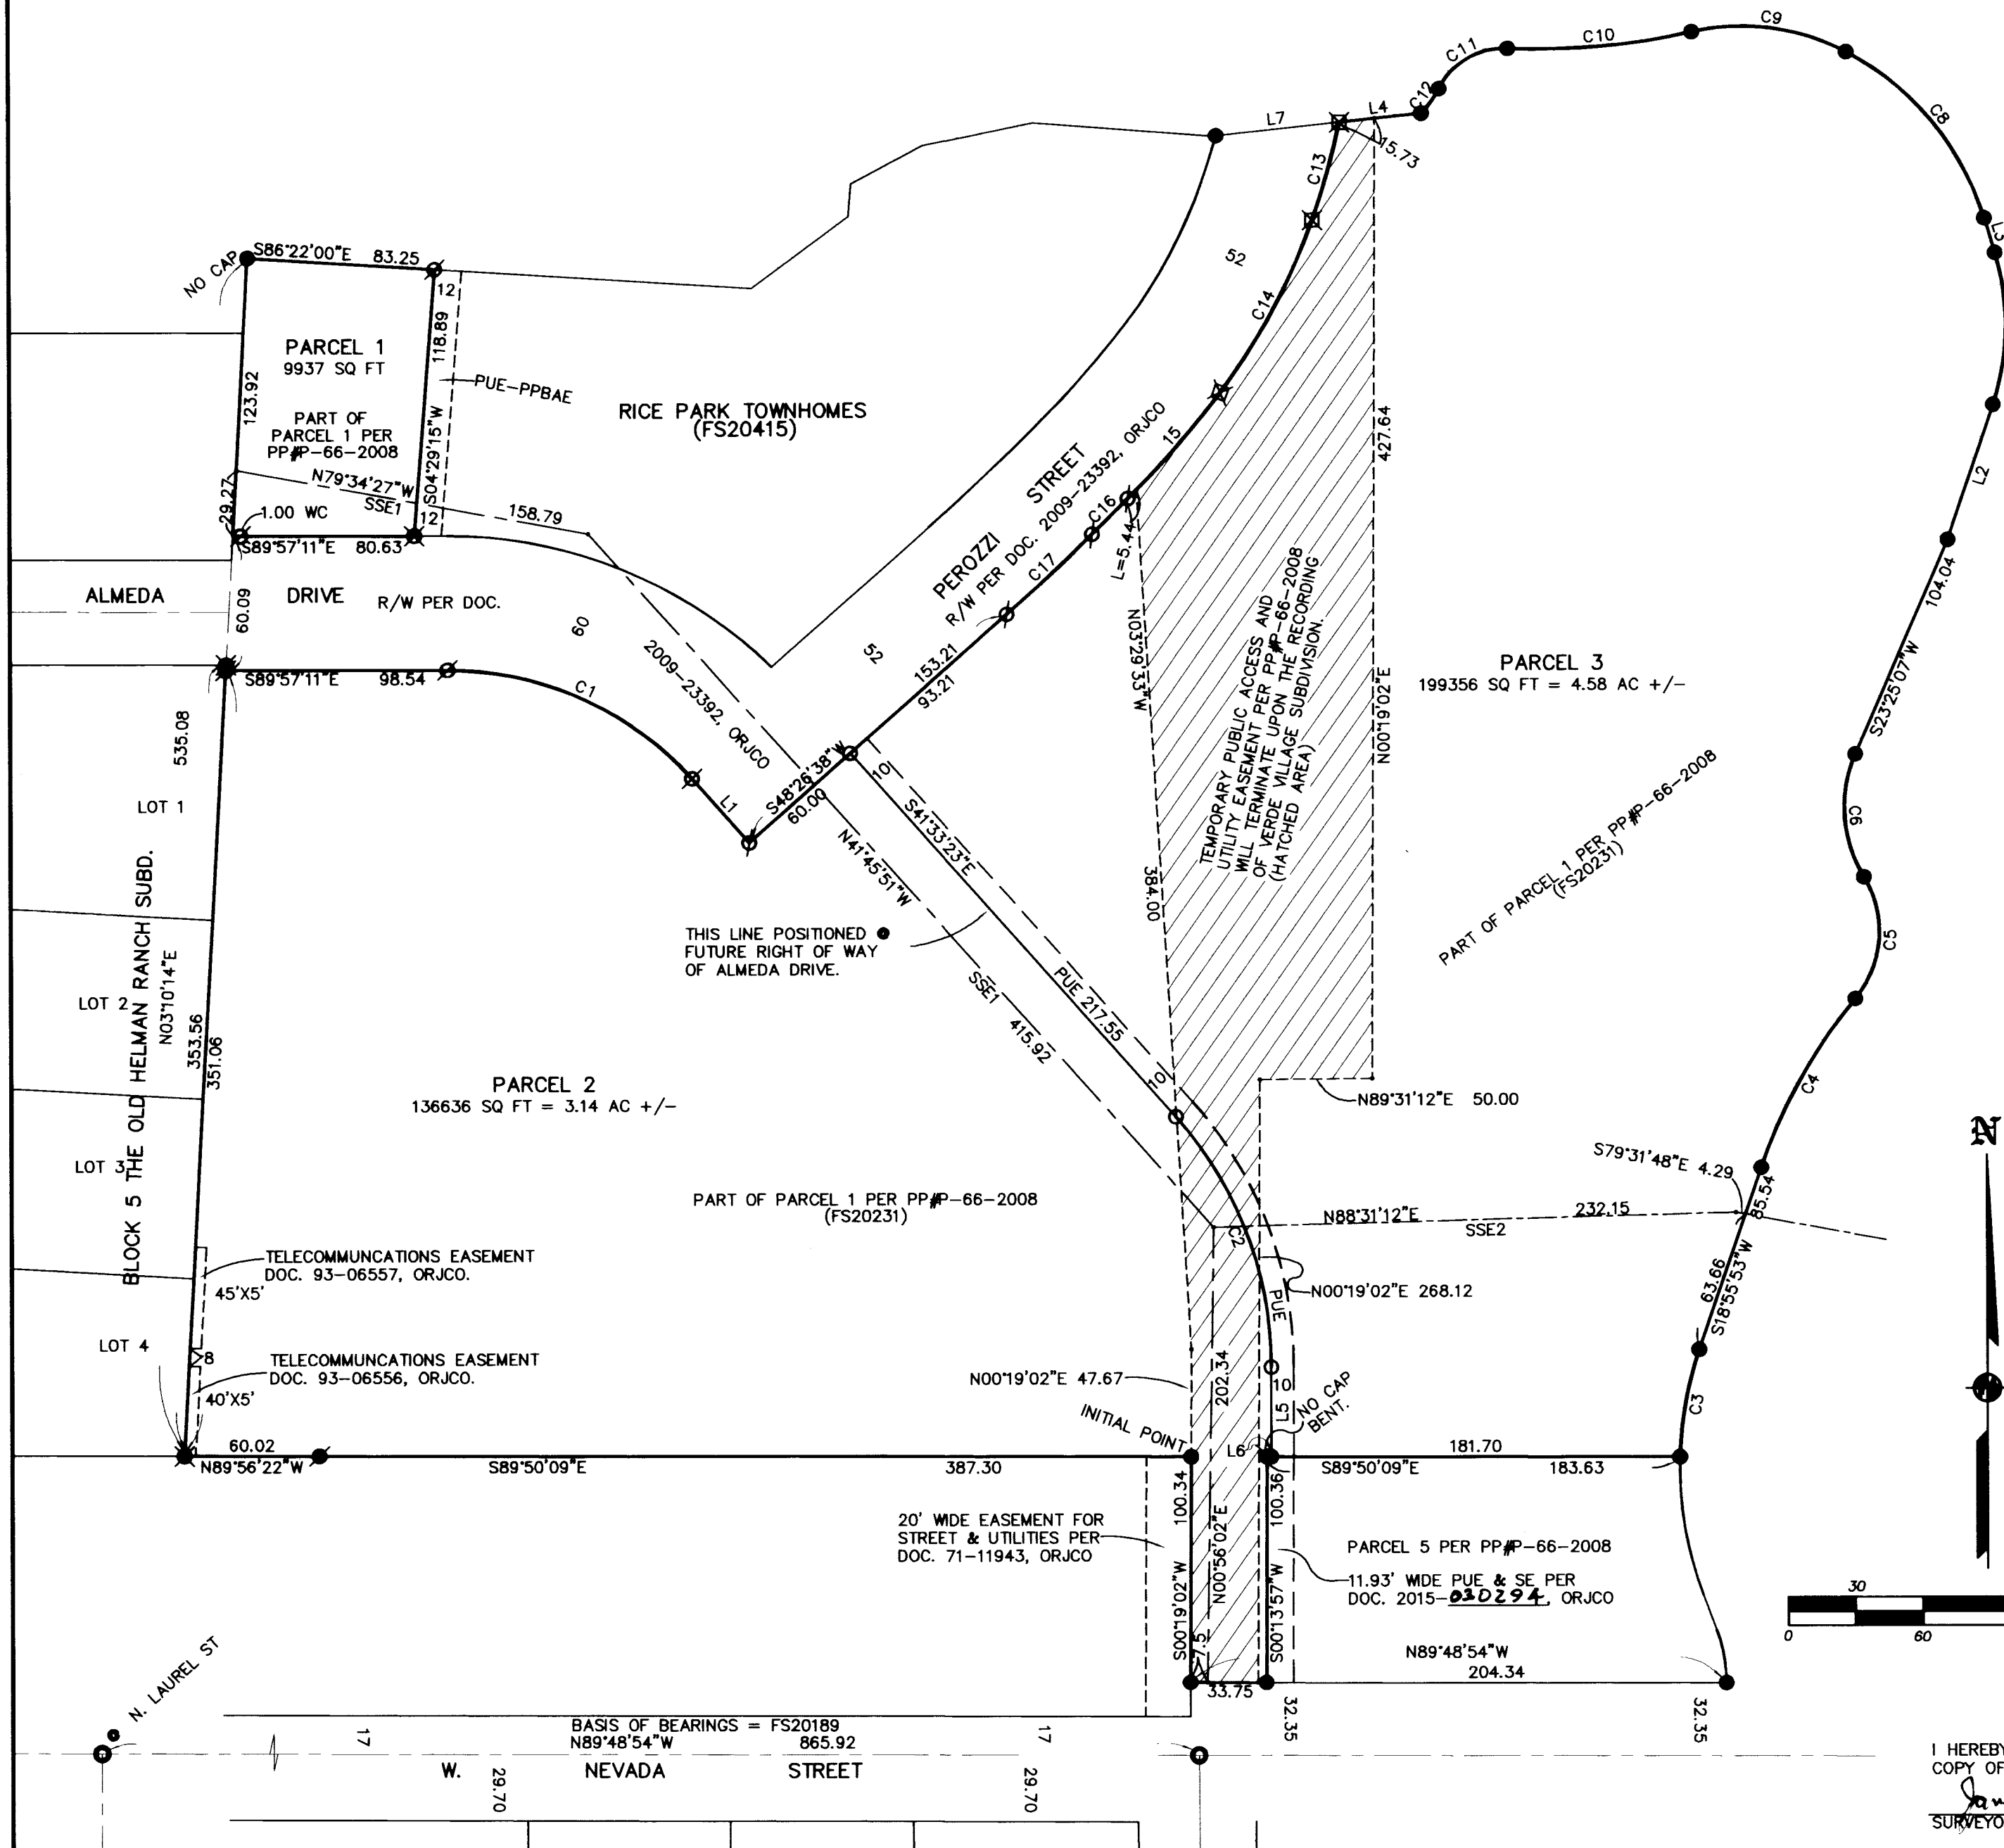 C9
C10
C11
C12
C8
L7
L4
15.73
C13
L3
52
C14
NO CAP
S86°22'00"E 83.25
12
118.89
PARCEL 1
9937 SQ FT
PUE-PPBAE
123.92
PART OF
PARCEL 1 PER
PP#P-66-2008
S04°29'15"W
RICE PARK TOWNHOMES
(FS20415)
N79°34'27"W
SSE1
158.79
29.27
1.00 WC
12
S89°57'11"E 80.63
15
427.64
L2
PEROZZI STREET
R/W PER DOC. 2009-23392, ORJCO
C16
C17
L=5.44
ALMEDA DRIVE R/W PER DOC.
60.09
60
2009-23392, ORJCO
52
153.21
93.21
N03°29'33"W
104.04
S23°25'07"W
TEMPORARY PUBLIC ACCESS AND
UTILITY EASEMENT PER PP#P-66-2008
WILL TERMINATE UPON THE RECORDING
OF VERDE VILLAGE SUBDIVISION.
(HATCHED AREA)
N00°19'02"E
PARCEL 3
199356 SQ FT = 4.58 AC +/-
S89°57'11"E 98.54
C1
535.08
LOT 1
L1
S48°26'38"W
60.00
10
S41°33'23"E
N41°45'51"W
384.00
C6
PART OF PARCEL 1 PER PP#P-66-2008
(FS20231)
C5
THIS LINE POSITIONED @
FUTURE RIGHT OF WAY
OF ALMEDA DRIVE.
SSE1
415.92
PUE 217.55
10
LOT 2
BLOCK 5 THE OLD HELMAN RANCH SUBD.
N03°10'14"E
353.56
351.06
PARCEL 2
136636 SQ FT = 3.14 AC +/-
N89°31'12"E 50.00
C4
N
LOT 3
S79°31'48"E 4.29
85.54
PART OF PARCEL 1 PER PP#P-66-2008
(FS20231)
N88°31'12"E
232.15
SSE2
C2
TELECOMMUNCATIONS EASEMENT
DOC. 93-06557, ORJCO.
45'X5'
N00°19'02"E 268.12
PUE
63.66
S18°55'53"W
LOT 4
8
TELECOMMUNCATIONS EASEMENT
DOC. 93-06556, ORJCO.
40'X5'
N00°19'02"E 47.67
202.34
10
NO CAP
BENT.
INITIAL POINT
L5
L6
C3
60.02
N89°56'22"W
S89°50'09"E
387.30
181.70
S89°50'09"E
183.63
100.34
100.36
20' WIDE EASEMENT FOR
STREET & UTILITIES PER
DOC. 71-11943, ORJCO
N00°56'02"E
PARCEL 5 PER PP#P-66-2008
11.93' WIDE PUE & SE PER
DOC. 2015-030294, ORJCO
S00°19'02"W
S00°13'57"W
7.5
33.75
N89°48'54"W
204.34
30
0
60
N. LAUREL ST
32.35
32.35
17
BASIS OF BEARINGS = FS20189
N89°48'54"W
865.92
17
W. NEVADA STREET
29.70
29.70
I HEREBY
COPY OF
SURVEYO